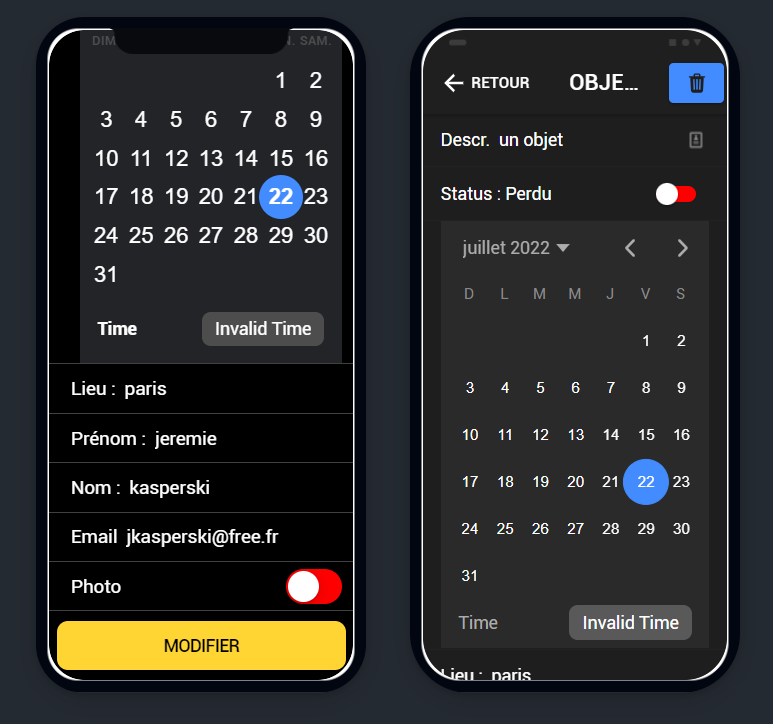 DIM
N. SAM.
1 2
3 4 5 6 7 8 9
10 11 12 13 14 15 16
17 18 19 20 21 22 23
24 25 26 27 28 29 30
31
Time Invalid Time
Lieu : paris
Prénom : jeremie
Nom : kasperski
Email jkasperski@free.fr
Photo
MODIFIER
RETOUR OBJE...
Descr. un objet
Status : Perdu
juillet 2022
D L M M J V S
1 2
3 4 5 6 7 8 9
10 11 12 13 14 15 16
17 18 19 20 21 22 23
24 25 26 27 28 29 30
31
Time Invalid Time
Lieu : paris